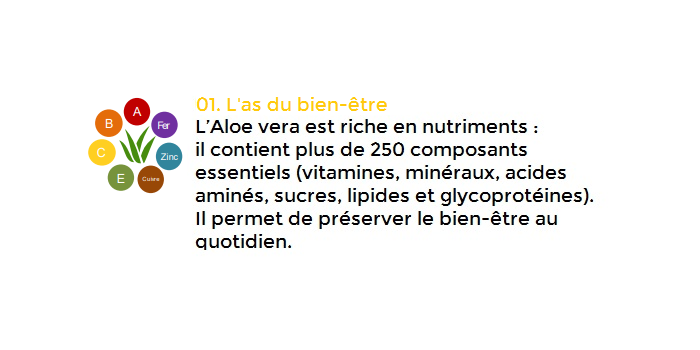 01. L'as du bien-être
L’Aloe vera est riche en nutriments :
il contient plus de 250 composants
essentiels (vitamines, minéraux, acides
aminés, sucres, lipides et glycoprotéines).
Il permet de préserver le bien-être au
quotidien.
A
B
Fer
C
Zinc
E
Cuivre